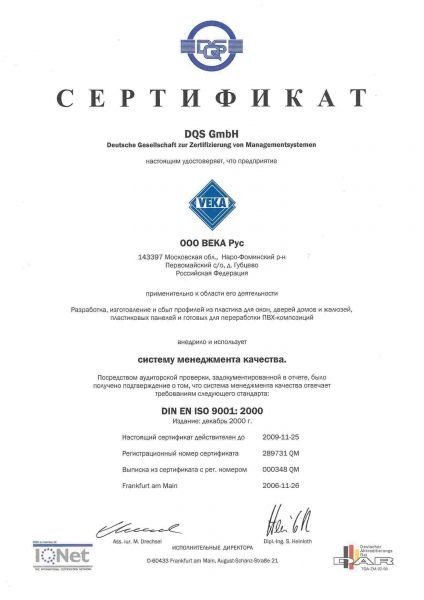 DQS
СЕРТИФИКАТ
DQS GmbH
Deutsche Gesellschaft zur Zertifizierung von Managementsystemen
настоящим удостоверяет, что предприятие
VEKA
ООО ВЕКА Рус
143397 Московская обл., Наро-Фоминский р-н
Первомайский с/о, д. Губцево
Российская Федерация
применительно к области его деятельности
Разработка, изготовление и сбыт профилей из пластика для окон, дверей домов и жалюзей,
пластиковых панелей и готовых для переработки ПВХ-композиций
внедрило и использует
систему менеджмента качества.
Посредством аудиторской проверки, задокументированной в отчете, было
получено подтверждение о том, что система менеджмента качества отвечает
требованиям следующего стандарта:
DIN EN ISO 9001: 2000
Издание: декабрь 2000 г.
Настоящий сертификат действителен до 2009-11-25
Регистрационный номер сертификата 289731 QM
Выписка из сертификата с рег. номером 000348 QM
Frankfurt am Main 2006-11-26
Ass. iur. M. Drechsel Dipl.-Ing. S. Heinloth
ИСПОЛНИТЕЛЬНЫЕ ДИРЕКТОРА
D-60433 Frankfurt am Main, August-Schanz-Straße 21
IQNet
THE INTERNATIONAL CERTIFICATION NETWORK
Deutscher
Akkreditierungs
Rat
DAR